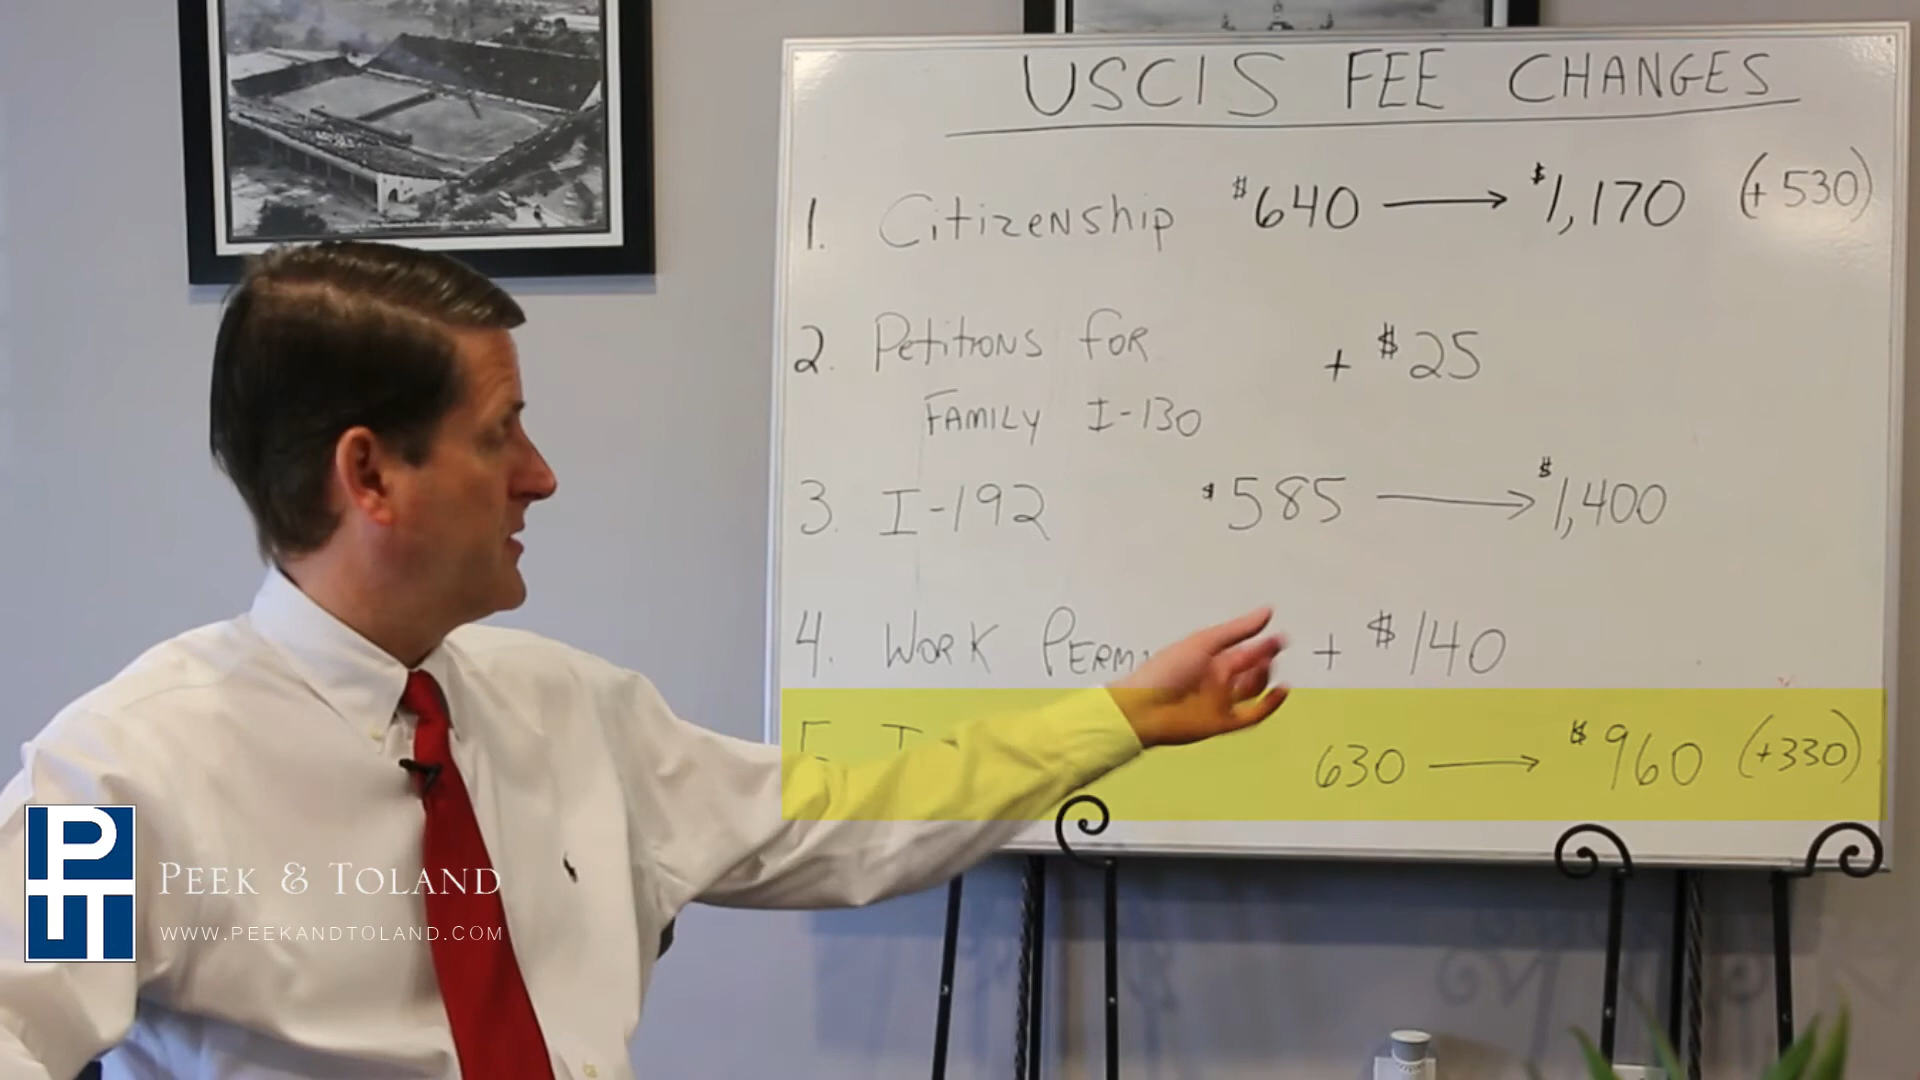 USCIS FEE CHANGES
1. Citizenship $640 → $1,170 (+530)
2. Petitions for + $25
Family I-130
3. I-192 $585 → $1,400
4. Work + $140
630 → $960 (+330)
PT
PEEK & TOLAND
WWW.PEEKANDTOLAND.COM